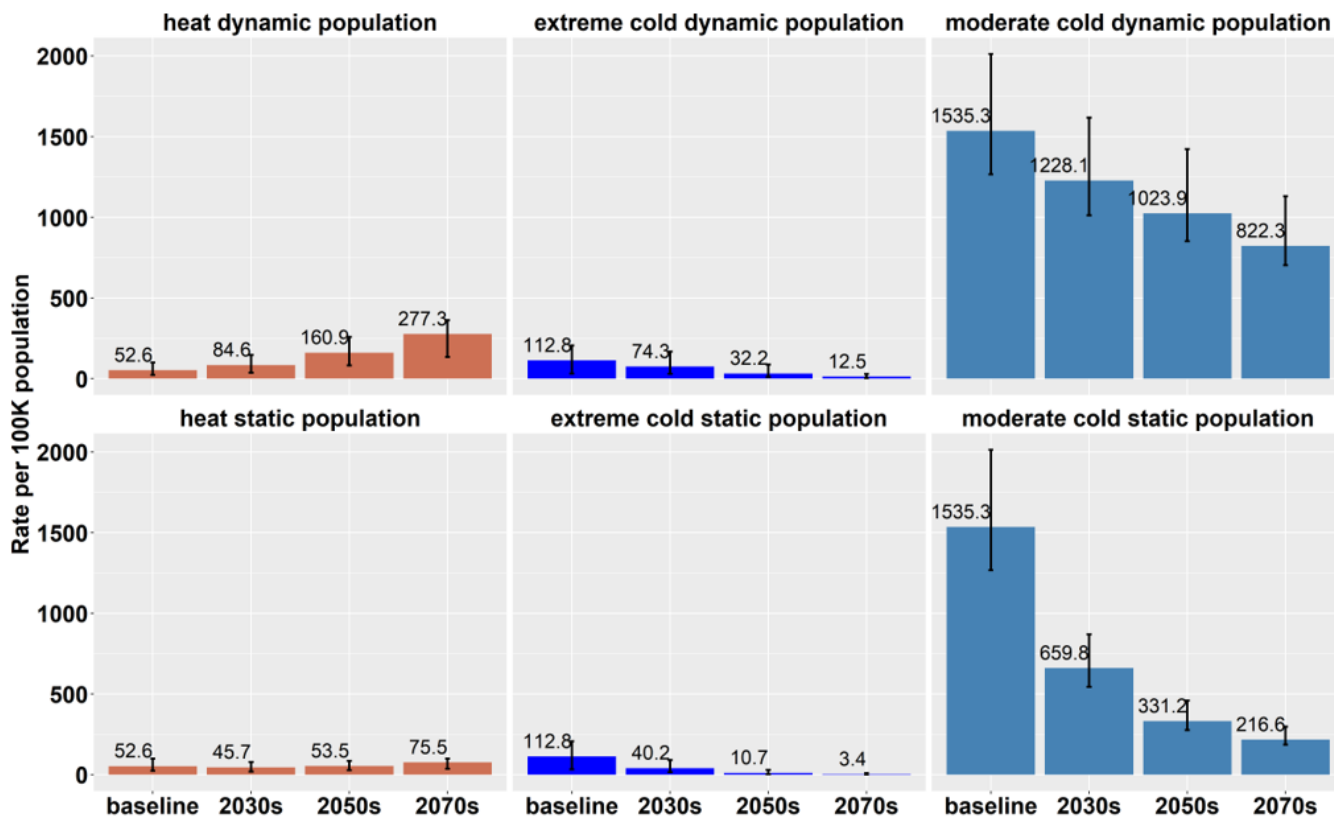 heat dynamic population extreme cold dynamic population moderate cold dynamic population
Rate per 100K population
2000
1500
1000
500
0
52.6 84.6 160.9 277.3
112.8 74.3 32.2 12.5
1535.3 1228.1 1023.9 822.3
heat static population extreme cold static population moderate cold static population
2000
1500
1000
500
0
52.6 45.7 53.5 75.5
112.8 40.2 10.7 3.4
1535.3 659.8 331.2 216.6
baseline 2030s 2050s 2070s baseline 2030s 2050s 2070s baseline 2030s 2050s 2070s